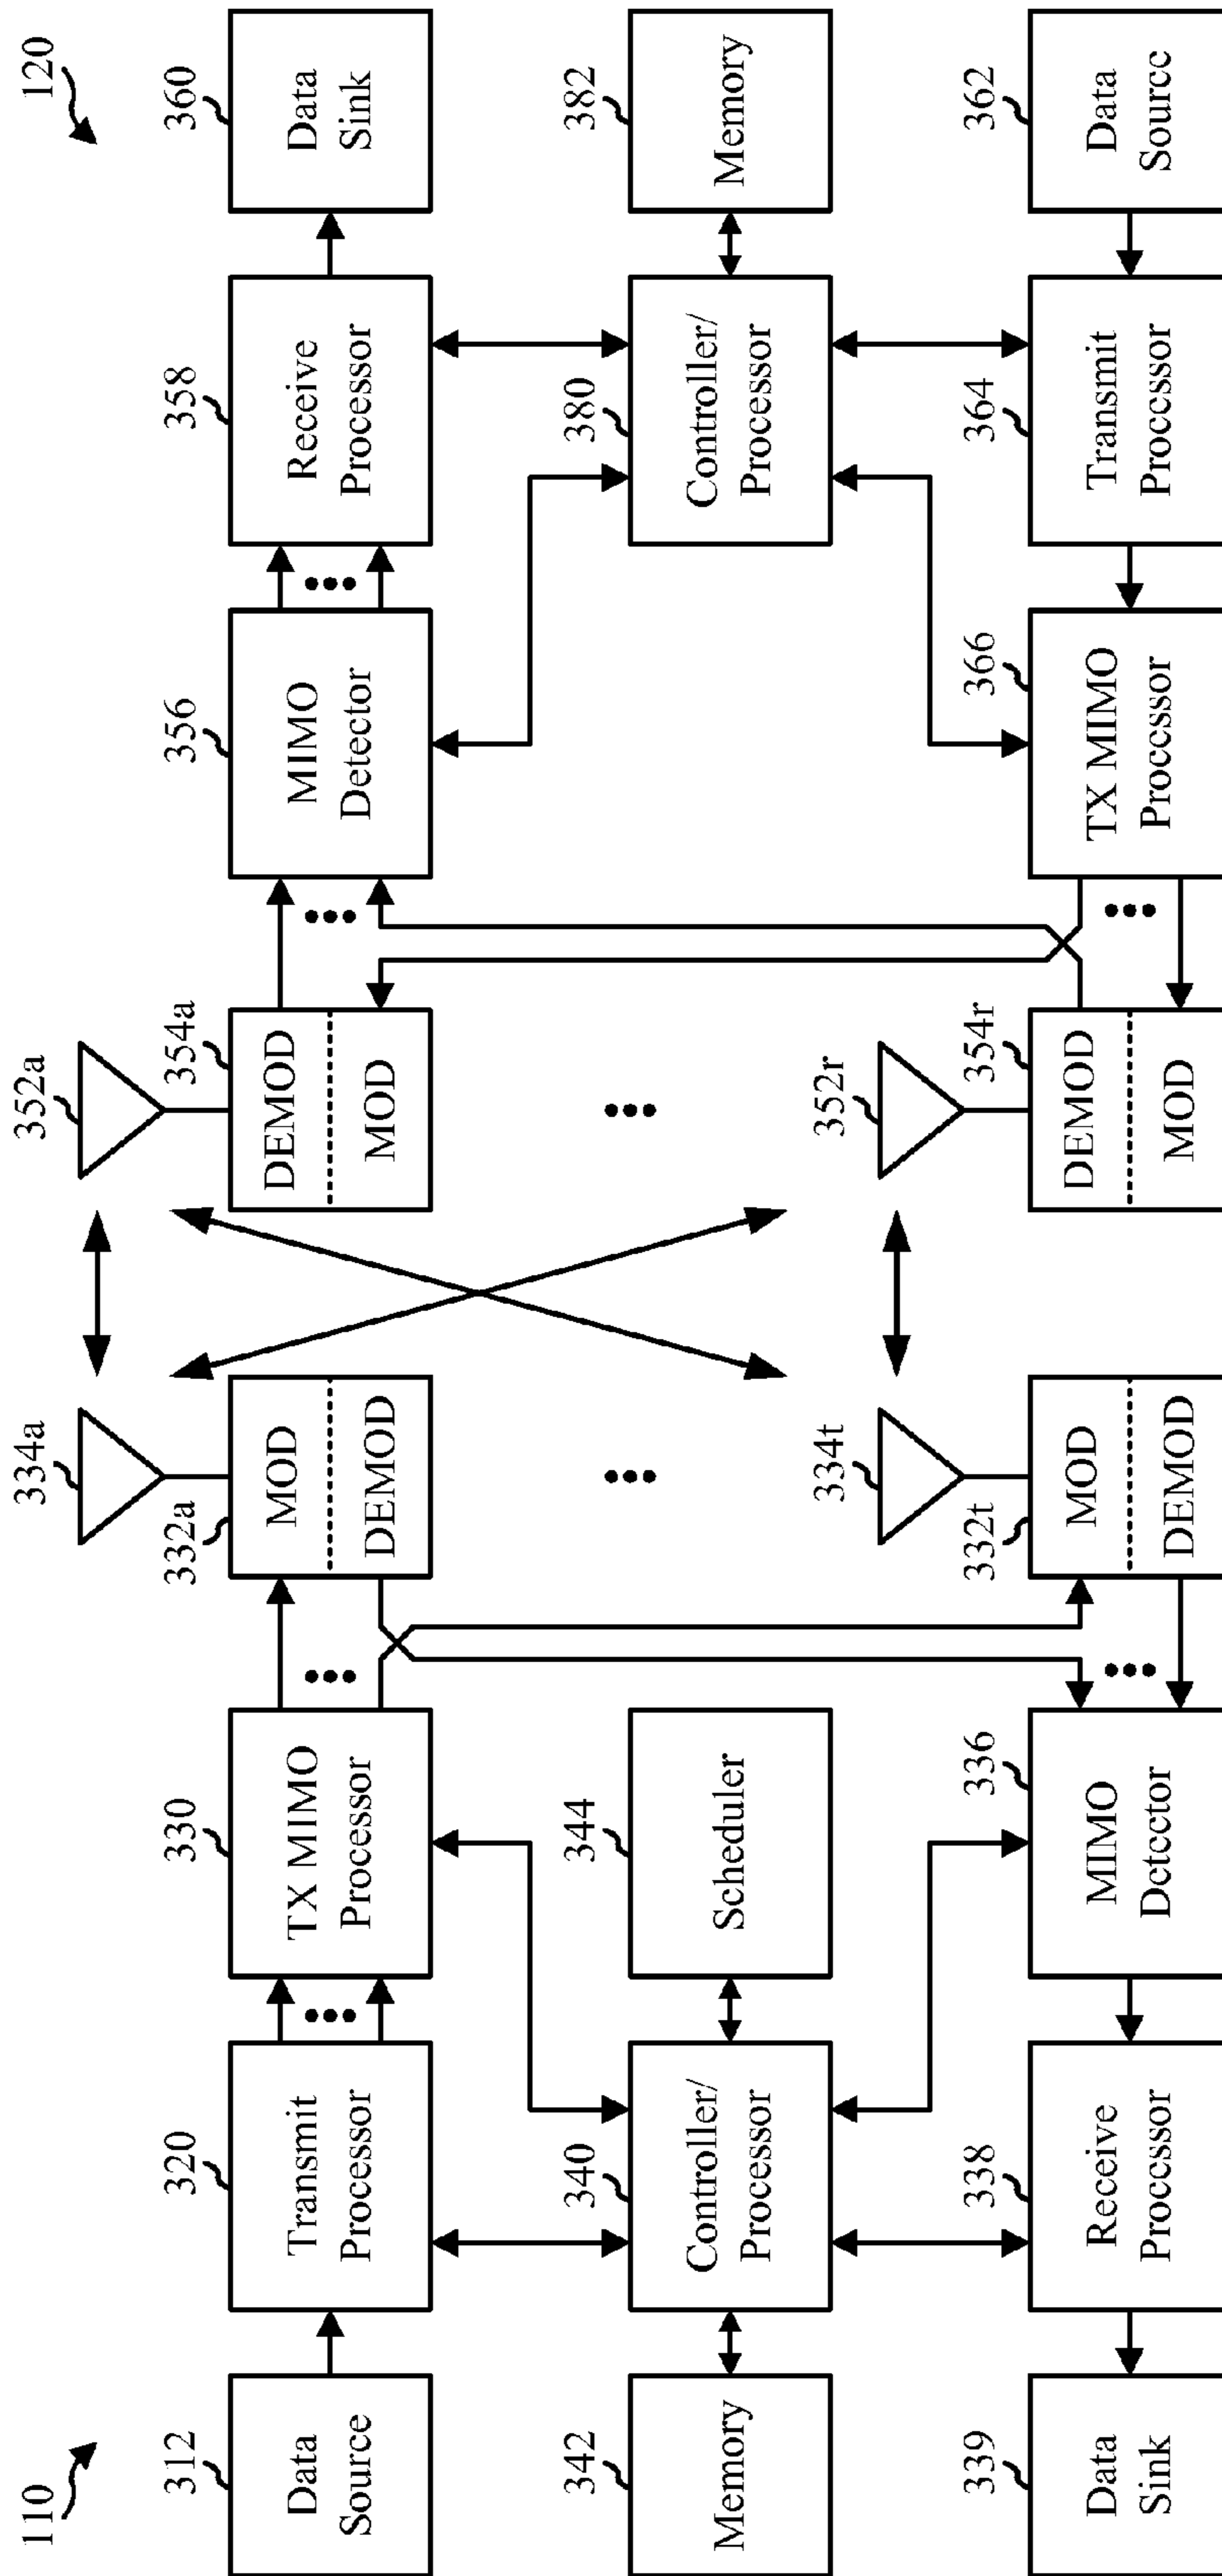 110
120
334a
352a
312
Data
Source
320
Transmit
Processor
330
TX MIMO
Processor
332a
MOD
DEMOD
354a
DEMOD
MOD
356
MIMO
Detector
358
Receive
Processor
360
Data
Sink
342
Memory
340
Controller/
Processor
344
Scheduler
380
Controller/
Processor
382
Memory
334t
352r
339
Data
Sink
338
Receive
Processor
336
MIMO
Detector
332t
MOD
DEMOD
354r
DEMOD
MOD
366
TX MIMO
Processor
364
Transmit
Processor
362
Data
Source